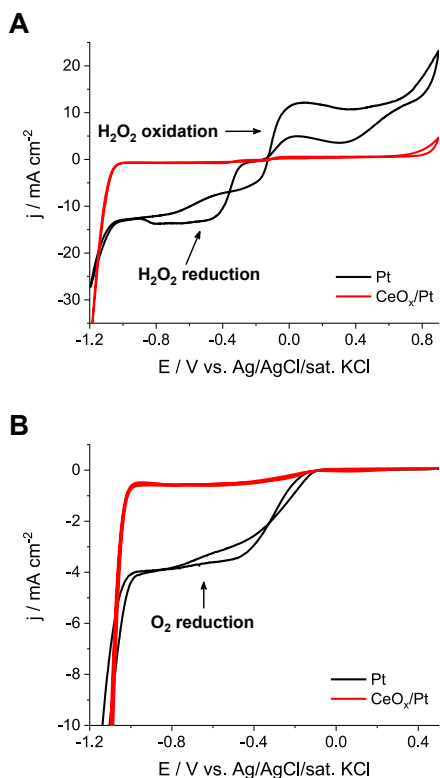 A
j / mA cm⁻²
20
10
0
-10
-20
-30
H₂O₂ oxidation
H₂O₂ reduction
Pt
CeOₓ/Pt
-1.2 -0.8 -0.4 0.0 0.4 0.8
E / V vs. Ag/AgCl/sat. KCl
B
j / mA cm⁻²
0
-2
-4
-6
-8
-10
O₂ reduction
Pt
CeOₓ/Pt
-1.2 -0.8 -0.4 0.0 0.4
E / V vs. Ag/AgCl/sat. KCl